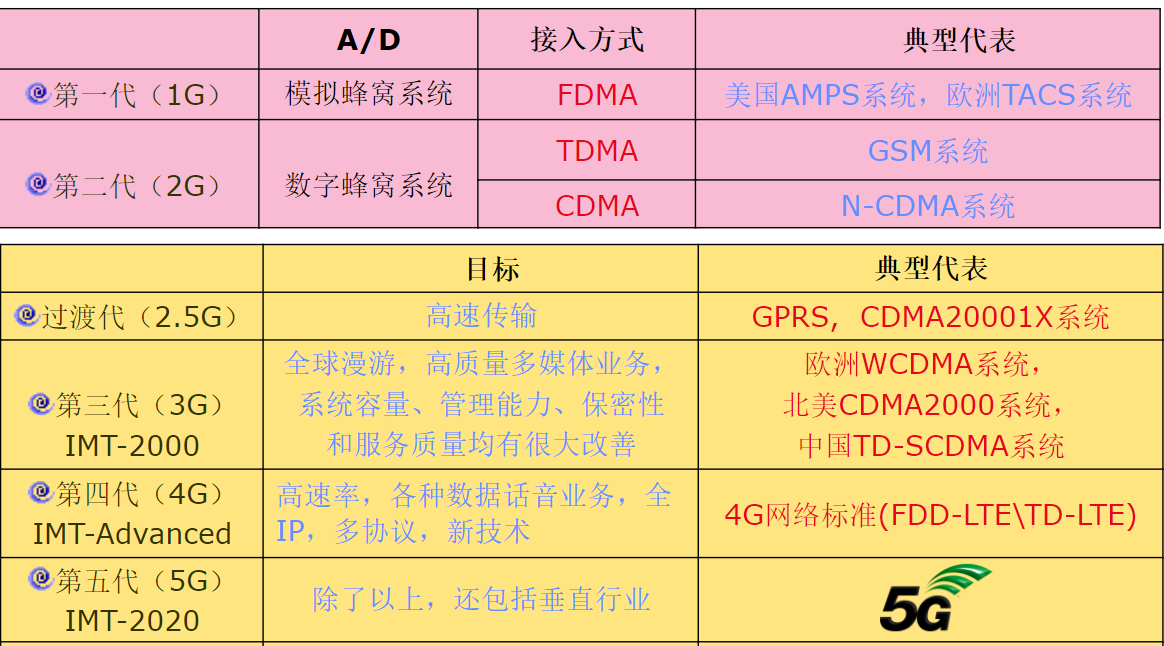 A/D 接入方式 典型代表
第一代（1G） 模拟蜂窝系统 FDMA 美国AMPS系统，欧洲TACS系统
第二代（2G） 数字蜂窝系统 TDMA GSM系统
CDMA N-CDMA系统
目标 典型代表
过渡代（2.5G） 高速传输 GPRS，CDMA20001X系统
第三代（3G）
IMT-2000
全球漫游，高质量多媒体业务，
系统容量、管理能力、保密性
和服务质量均有很大改善
欧洲WCDMA系统，
北美CDMA2000系统，
中国TD-SCDMA系统
第四代（4G）
IMT-Advanced
高速率，各种数据话音业务，全
IP，多协议，新技术
4G网络标准(FDD-LTE\TD-LTE)
第五代（5G）
IMT-2020
除了以上，还包括垂直行业
5G